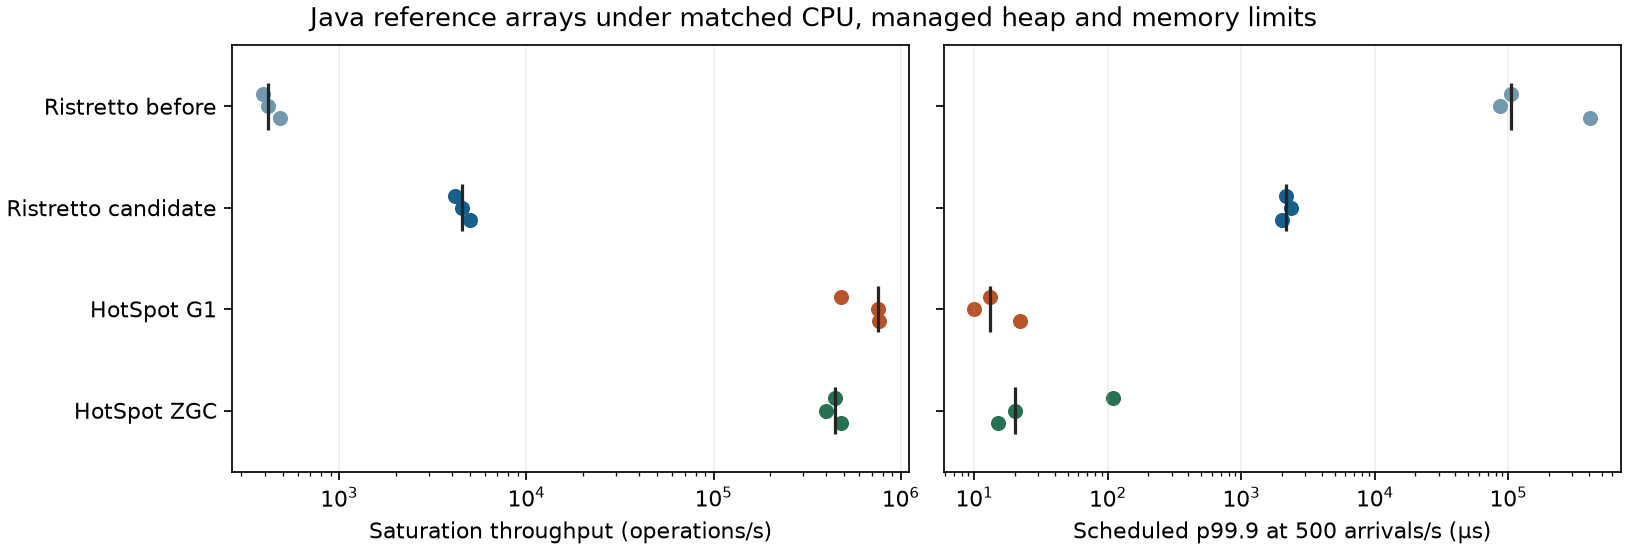 Java reference arrays under matched CPU, managed heap and memory limits
Ristretto before
Ristretto candidate
HotSpot G1
HotSpot ZGC
10³ 10⁴ 10⁵ 10⁶
Saturation throughput (operations/s)
10¹ 10² 10³ 10⁴ 10⁵
Scheduled p99.9 at 500 arrivals/s (µs)